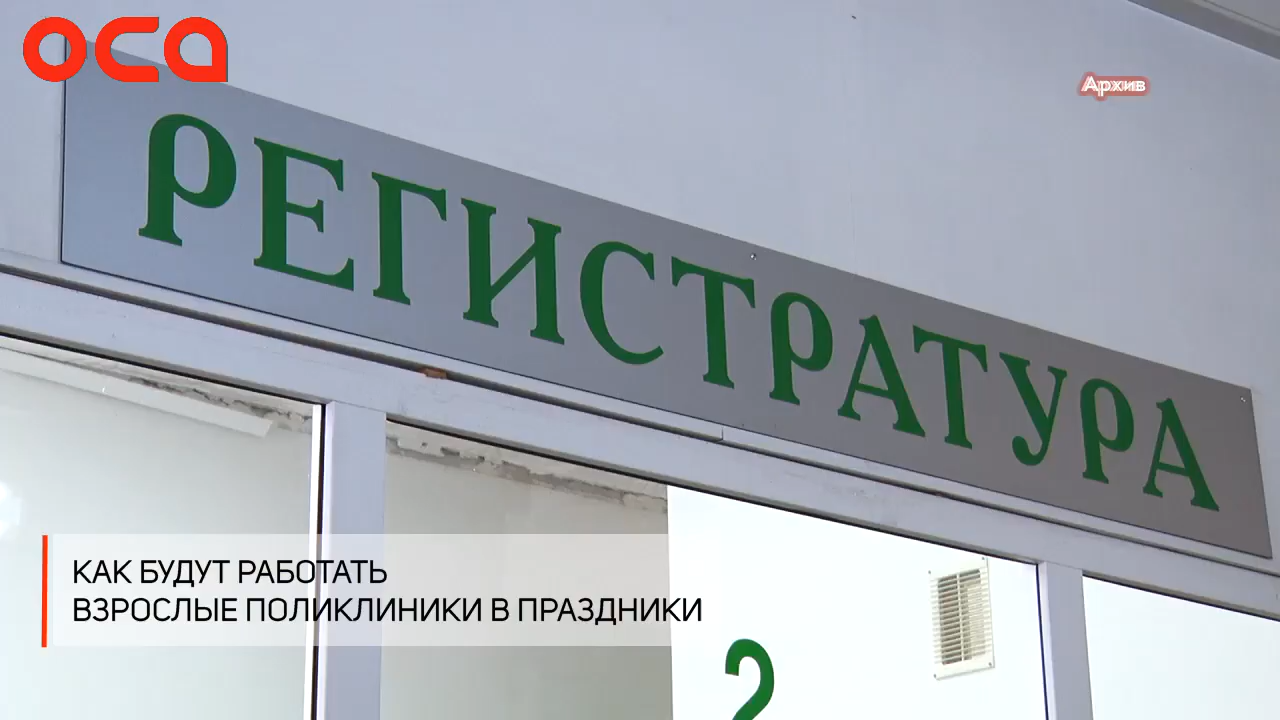 оса
Архив
РЕГИСТРАТУРА
КАК БУДУТ РАБОТАТЬ
ВЗРОСЛЫЕ ПОЛИКЛИНИКИ В ПРАЗДНИКИ
2